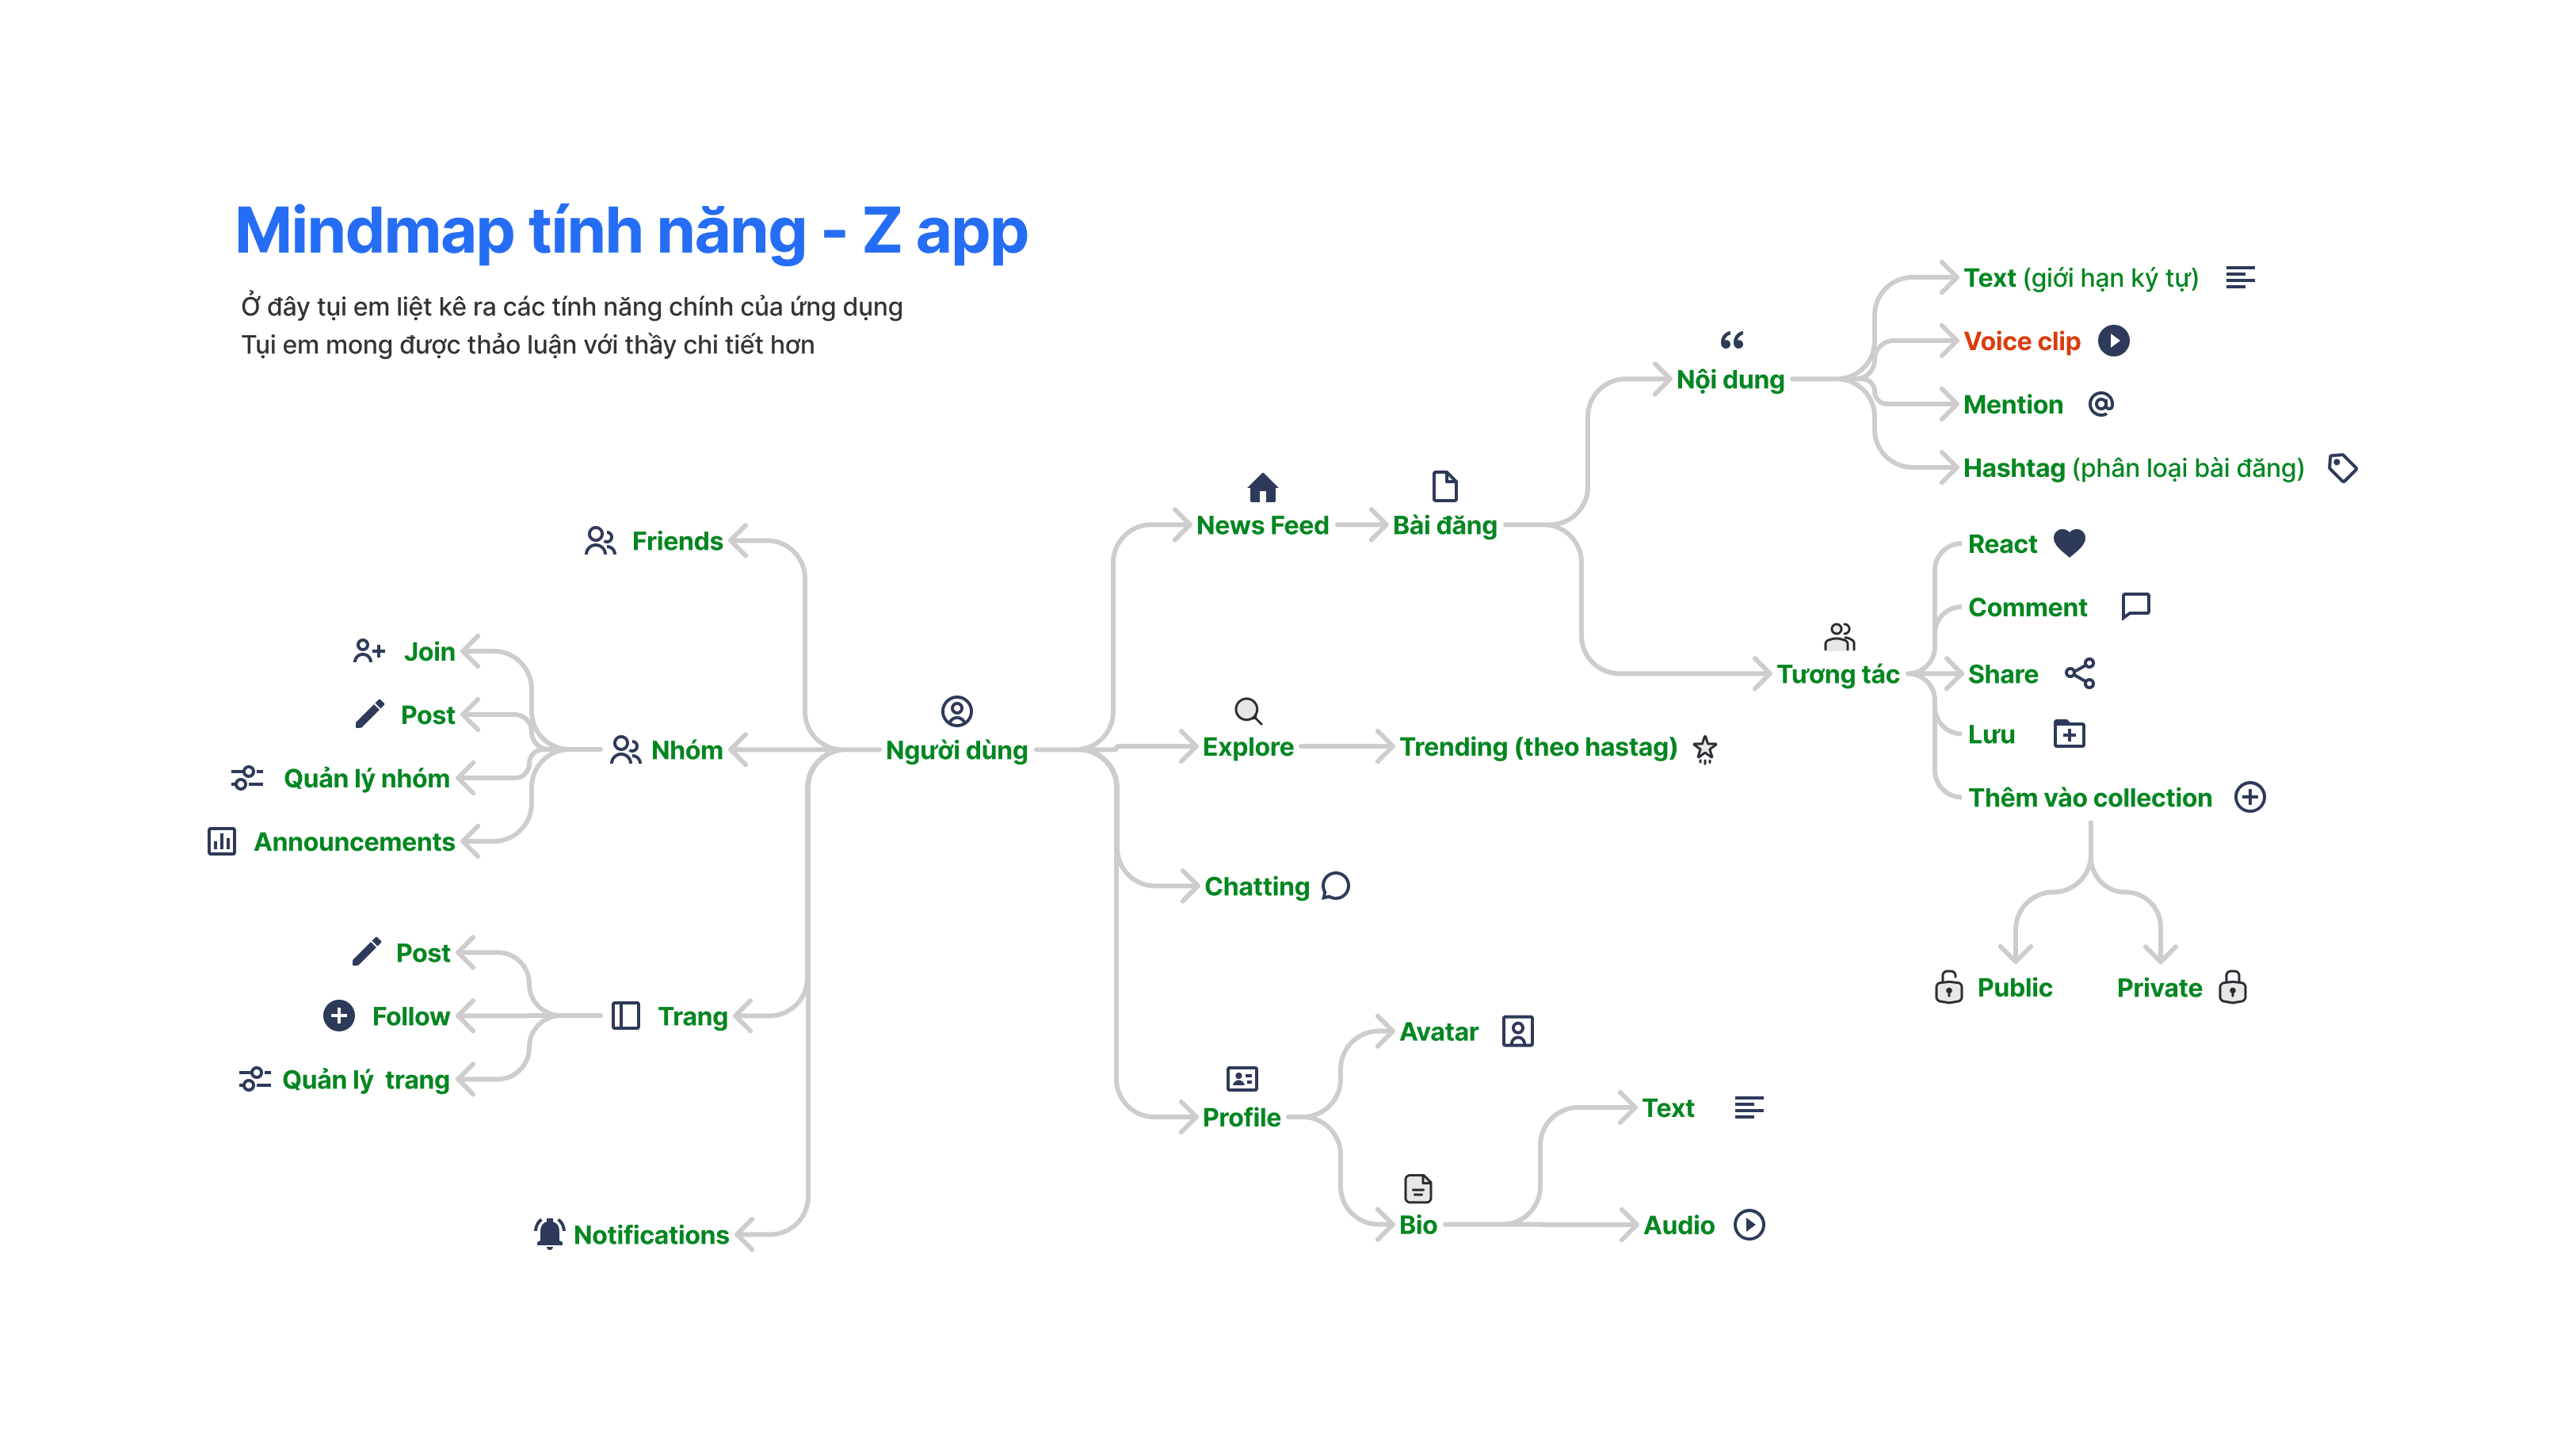 Mindmap tính năng - Z app
Ở đây tụi em liệt kê ra các tính năng chính của ứng dụng
Tụi em mong được thảo luận với thầy chi tiết hơn
Friends
Join
Post
Nhóm
Quản lý nhóm
Announcements
Post
Follow
Trang
Quản lý  trang
Notifications
Người dùng
News Feed
Bài đăng
Nội dung
Text (giới hạn ký tự)
Voice clip
Mention
@
Hashtag (phân loại bài đăng)
Tương tác
React
Comment
Share
Lưu
Thêm vào collection
Public
Private
Explore
Trending (theo hastag)
Chatting
Profile
Avatar
Bio
Text
Audio